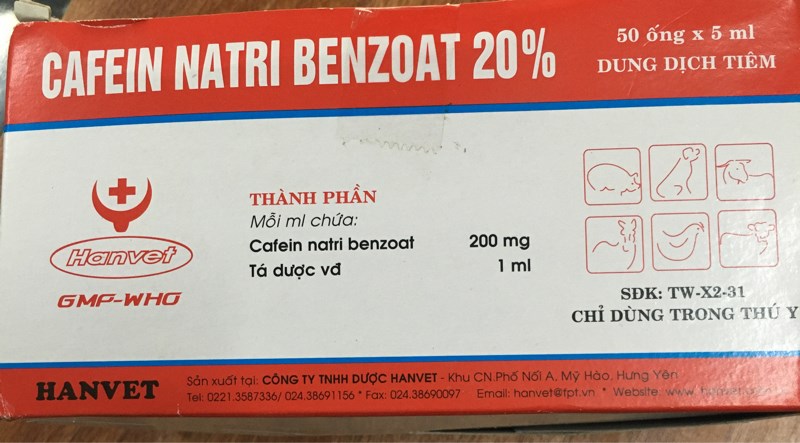 CAFEIN NATRI BENZOAT 20%
50 ống x 5 ml
DUNG DỊCH TIÊM
THÀNH PHẦN
Mỗi ml chứa:
Cafein natri benzoat 200 mg
Tá dược vđ 1 ml
Hanvet
GMP-WHO
SĐK: TW-X2-31
CHỈ DÙNG TRONG THÚ Y
HANVET
Sản xuất tại: CÔNG TY TNHH DƯỢC HANVET - Khu CN.Phố Nối A, Mỹ Hào, Hưng Yên
Tel: 0221.3587336/ 024.38691156 * Fax: 024.38690097 Email: hanvet@fpt.vn * Website: